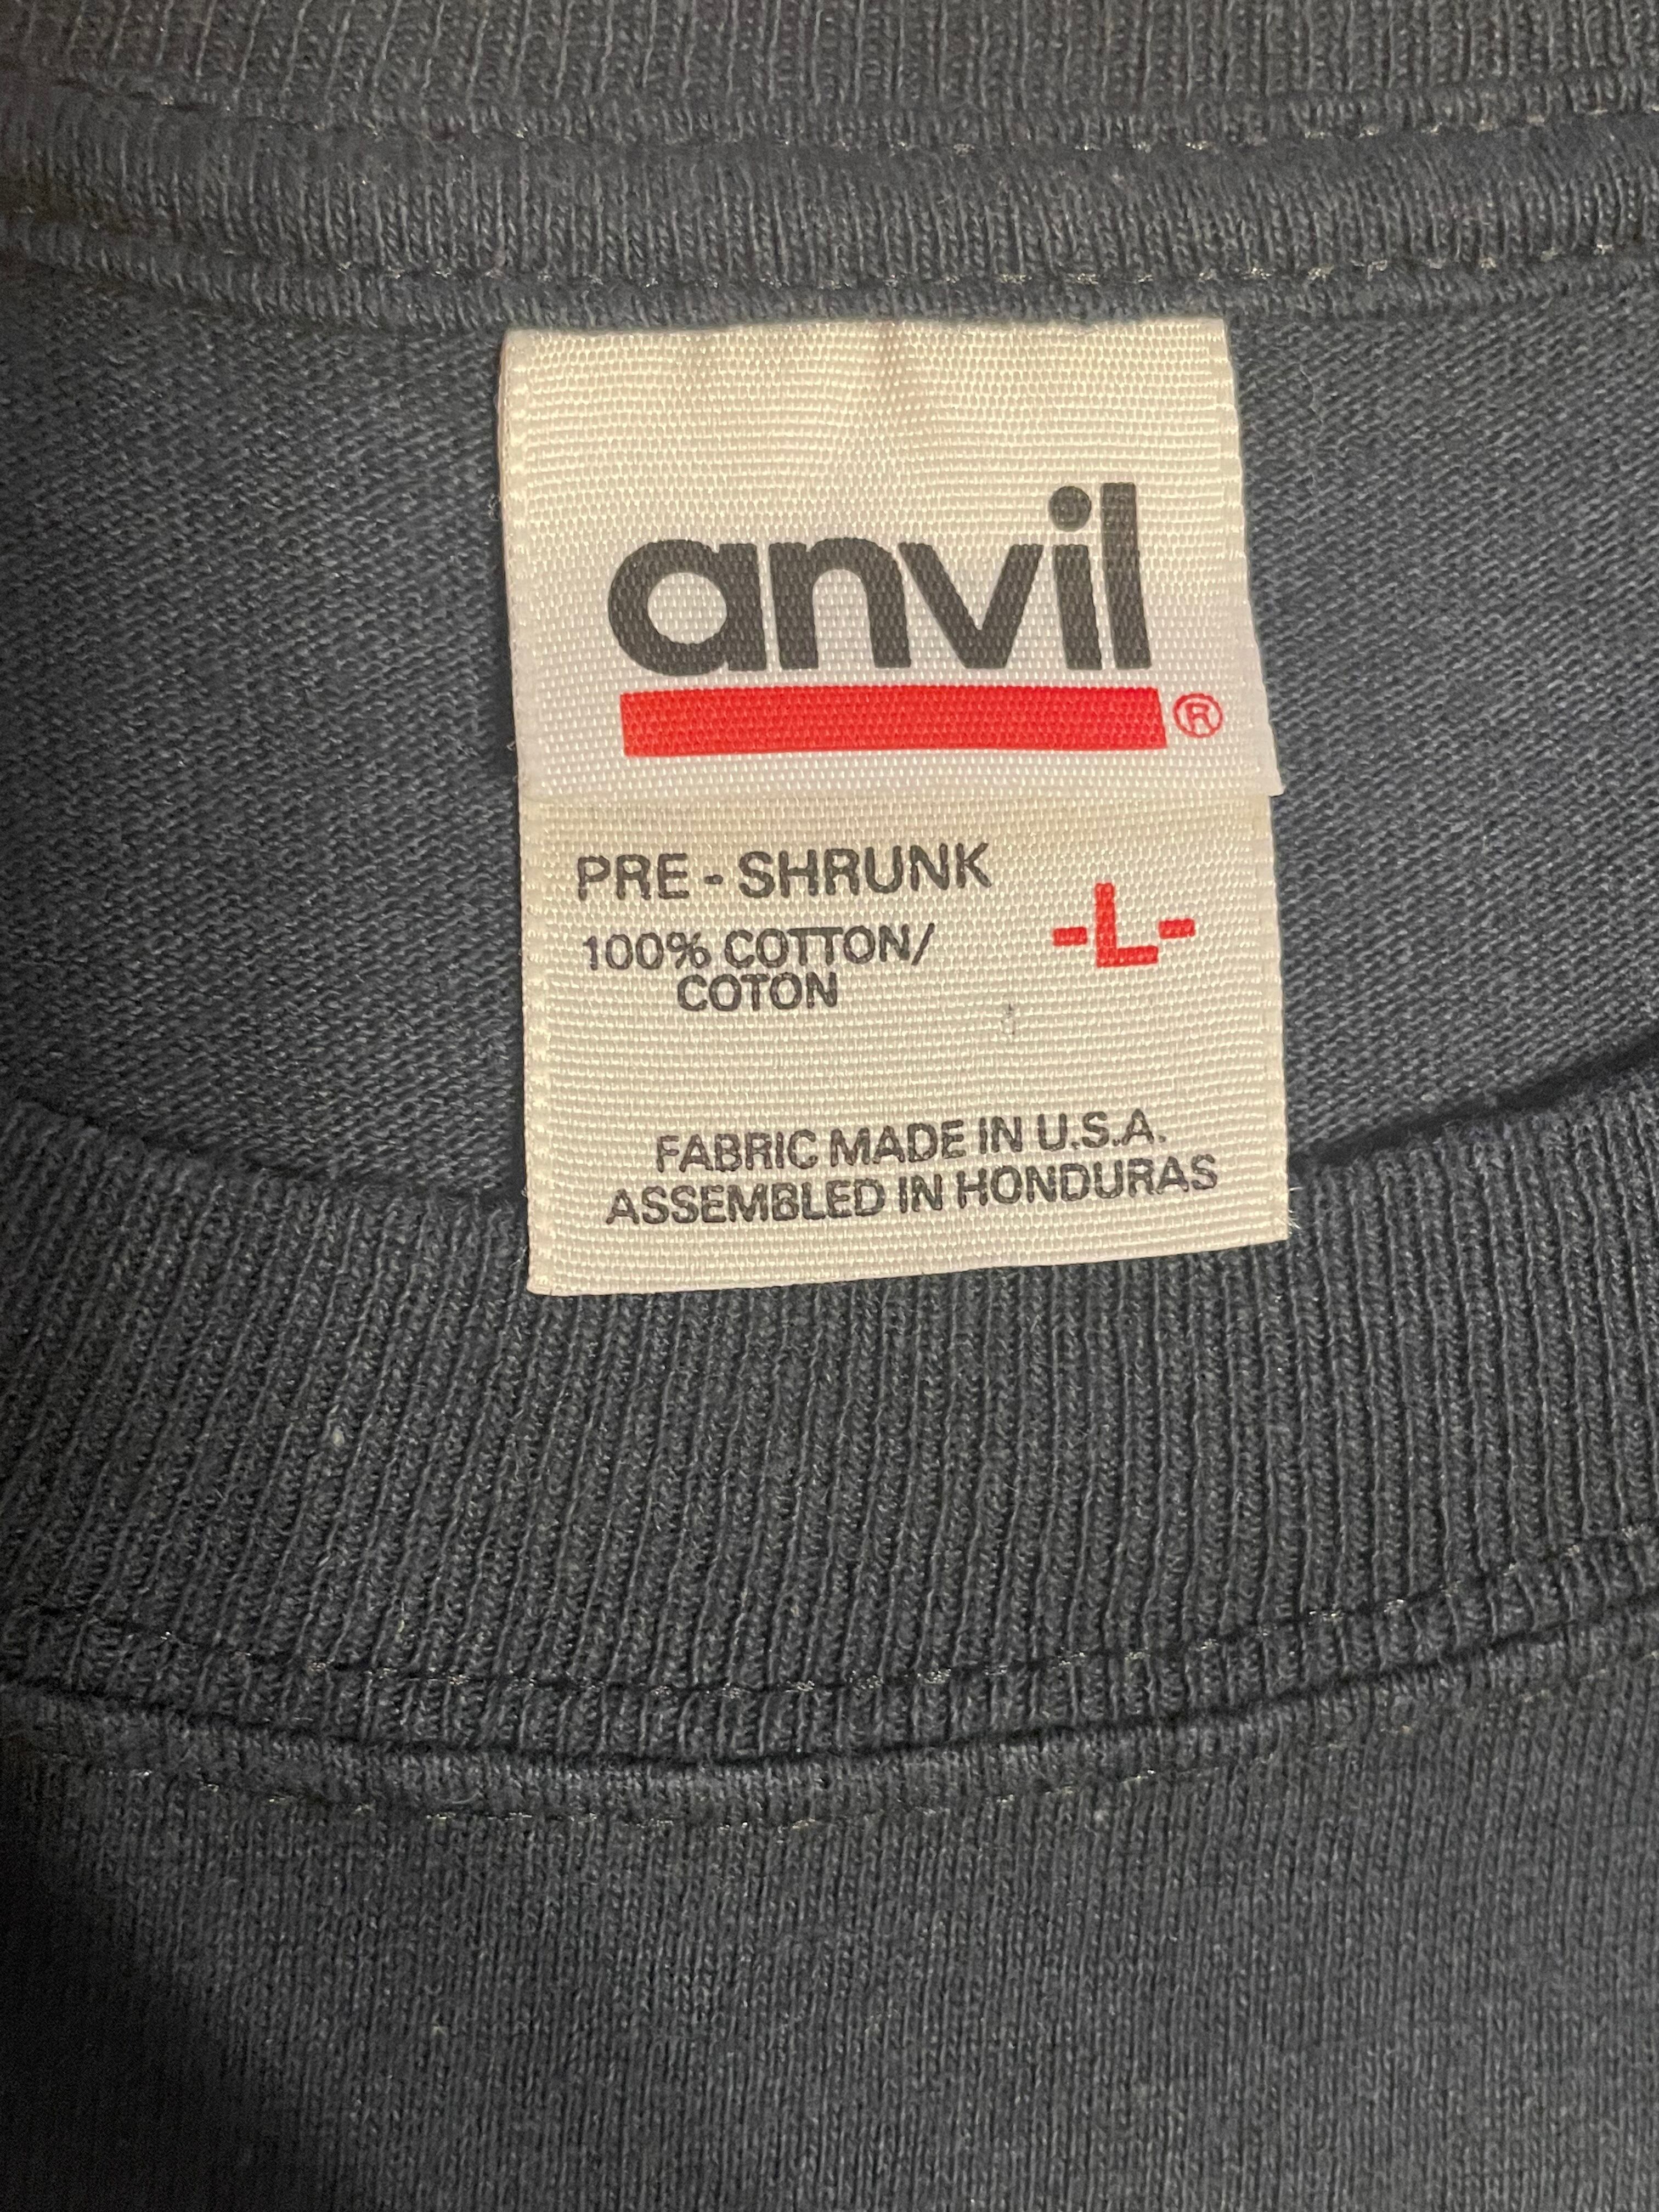 anvil®
PRE - SHRUNK
100% COTTON/
COTON
-L-
FABRIC MADE IN U.S.A.
ASSEMBLED IN HONDURAS